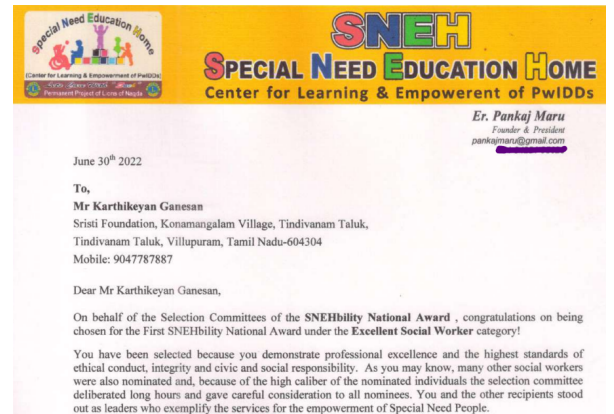 Special Need Education Home
(Center for Learning & Empowerment of PwIDDs)
Permanent Project of Lions of Nagda
SNEH
SPECIAL NEED EDUCATION HOME
Center for Learning & Empowerent of PwIDDs
Er. Pankaj Maru
Founder & President
pankajmaru@gmail.com
June 30th 2022
To,
Mr Karthikeyan Ganesan
Sristi Foundation, Konamangalam Village, Tindivanam Taluk,
Tindivanam Taluk, Villupuram, Tamil Nadu-604304
Mobile: 9047787887
Dear Mr Karthikeyan Ganesan,
On behalf of the Selection Committees of the SNEHbility National Award , congratulations on being
chosen for the First SNEHbility National Award under the Excellent Social Worker category!
You have been selected because you demonstrate professional excellence and the highest standards of
ethical conduct, integrity and civic and social responsibility. As you may know, many other social workers
were also nominated and, because of the high caliber of the nominated individuals the selection committee
deliberated long hours and gave careful consideration to all nominees. You and the other recipients stood
out as leaders who exemplify the services for the empowerment of Special Need People.